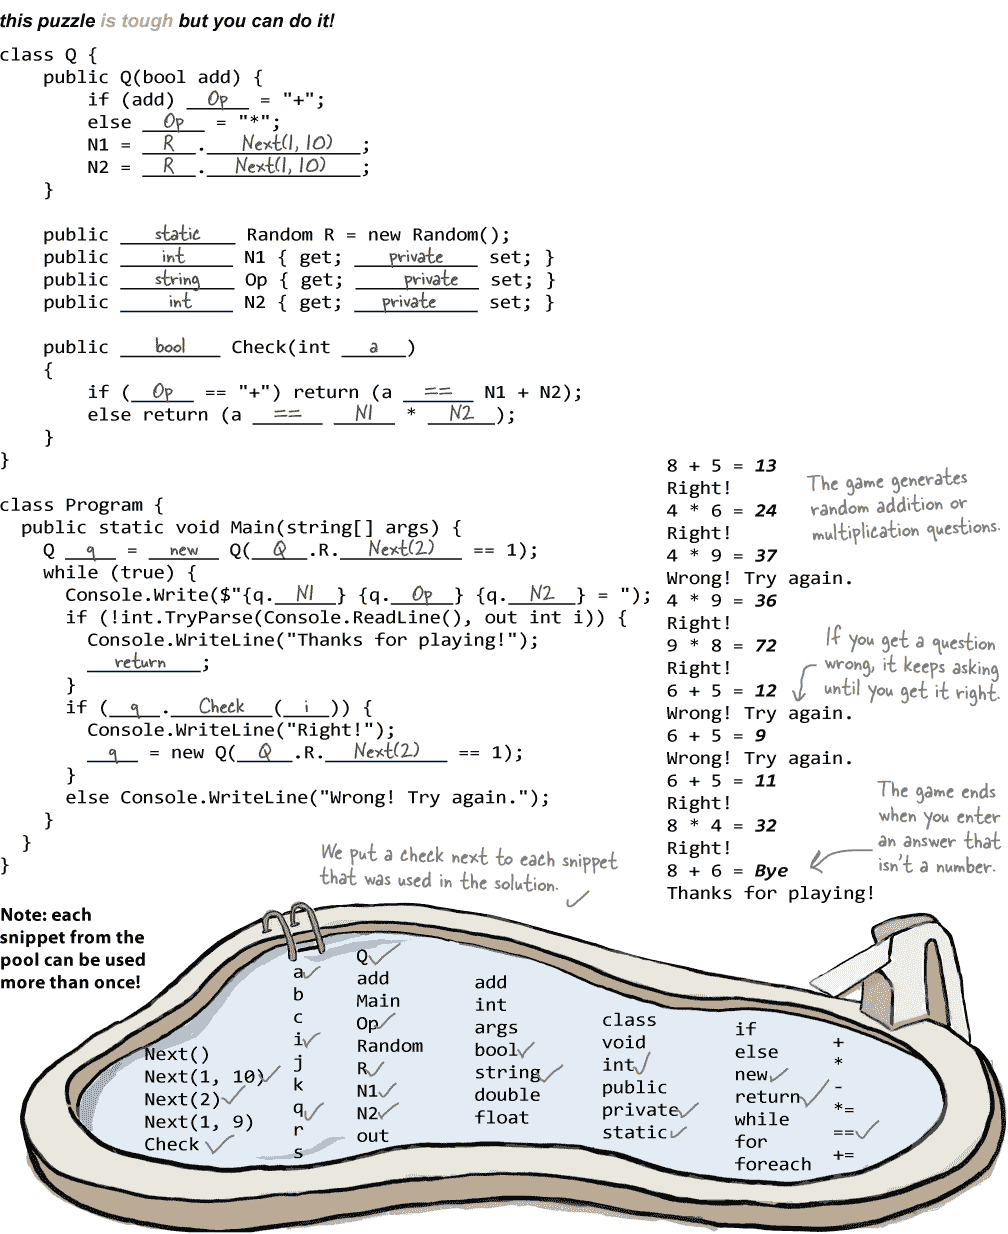 this puzzle is tough but you can do it!
class Q {
    public Q(bool add) {
        if (add) Op = "+";
        else Op = "*";
        N1 = R . Next(1, 10) ;
        N2 = R . Next(1, 10) ;
    }
    public static Random R = new Random();
    public int N1 { get; private set; }
    public string Op { get; private set; }
    public int N2 { get; private set; }
    public bool Check(int a )
    {
        if ( Op == "+") return (a == N1 + N2);
        else return (a == N1 * N2 );
    }
}
class Program {
  public static void Main(string[] args) {
    Q q = new Q( Q .R. Next(2) == 1);
    while (true) {
      Console.Write($"{q. N1 } {q. Op } {q. N2 } = ");
      if (!int.TryParse(Console.ReadLine(), out int i)) {
        Console.WriteLine("Thanks for playing!");
        return ;
      }
      if ( q . Check ( i )) {
        Console.WriteLine("Right!");
        q = new Q( Q .R. Next(2) == 1);
      }
      else Console.WriteLine("Wrong! Try again.");
    }
  }
}
8 + 5 = 13
Right!
4 * 6 = 24
Right!
4 * 9 = 37
Wrong! Try again.
4 * 9 = 36
Right!
9 * 8 = 72
Right!
6 + 5 = 12
Wrong! Try again.
6 + 5 = 9
Wrong! Try again.
6 + 5 = 11
Right!
8 * 4 = 32
Right!
8 + 6 = Bye
Thanks for playing!
The game generates
random addition or
multiplication questions.
If you get a question
wrong, it keeps asking
until you get it right.
The game ends
when you enter
an answer that
isn't a number.
We put a check next to each snippet
that was used in the solution.
Note: each
snippet from the
pool can be used
more than once!
Next()
Next(1, 10)
Next(2)
Next(1, 9)
Check
a
b
c
i
j
k
q
r
s
Q
add
Main
Op
Random
R
N1
N2
out
add
int
args
bool
string
double
float
class
void
int
public
private
static
if
else
new
return
while
for
foreach
+
*
-
*=
==
+=